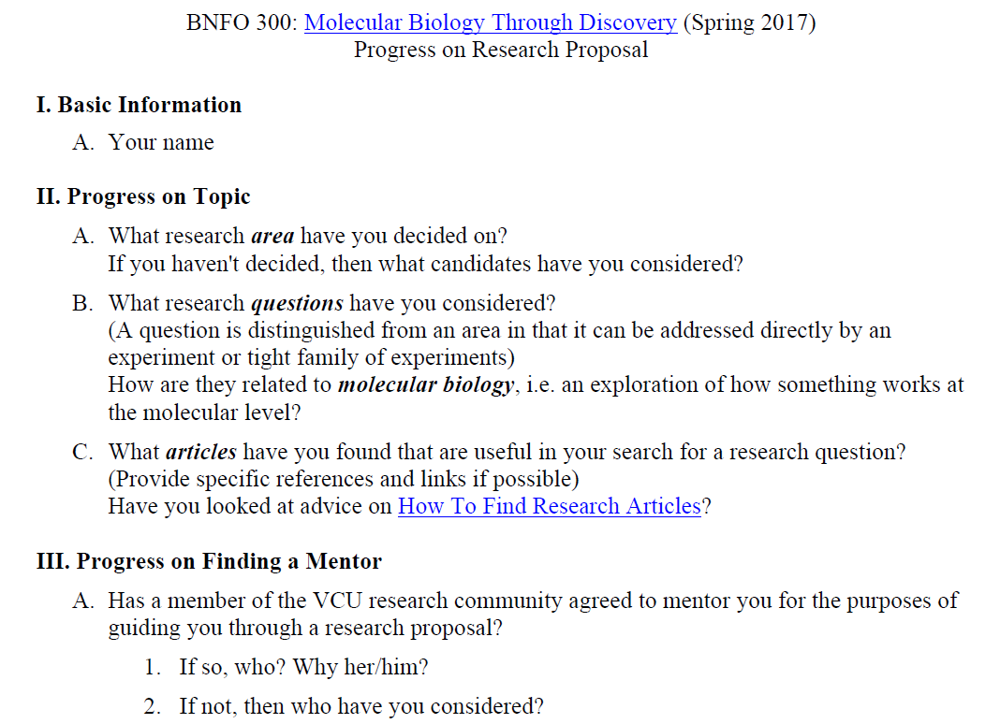 BNFO 300: Molecular Biology Through Discovery (Spring 2017)
Progress on Research Proposal
I. Basic Information
A. Your name
II. Progress on Topic
A. What research area have you decided on?
If you haven't decided, then what candidates have you considered?
B. What research questions have you considered?
(A question is distinguished from an area in that it can be addressed directly by an
experiment or tight family of experiments)
How are they related to molecular biology, i.e. an exploration of how something works at
the molecular level?
C. What articles have you found that are useful in your search for a research question?
(Provide specific references and links if possible)
Have you looked at advice on How To Find Research Articles?
III. Progress on Finding a Mentor
A. Has a member of the VCU research community agreed to mentor you for the purposes of
guiding you through a research proposal?
1. If so, who? Why her/him?
2. If not, then who have you considered?